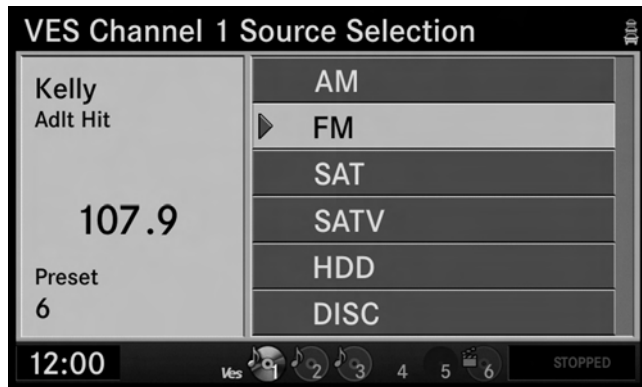 VES Channel 1 Source Selection
Kelly
Adlt Hit
107.9
Preset
6
AM
FM
SAT
SATV
HDD
DISC
12:00
Ves 1 2 3 4 5 6
STOPPED